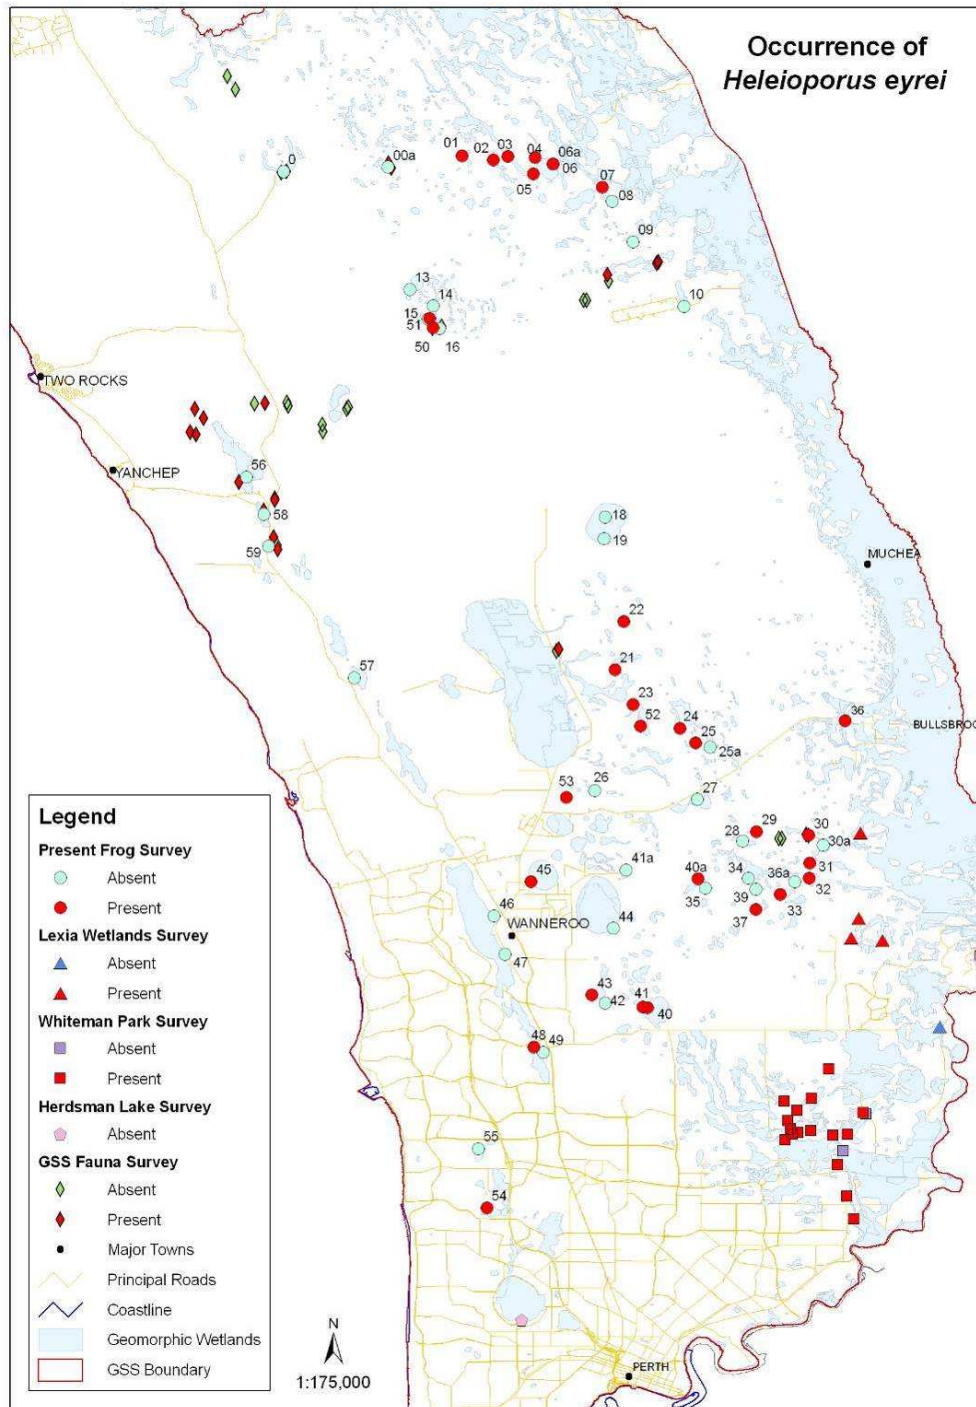 Occurrence of
Heleioporus eyrei
0
00a
01
02
03
04
06a
05
06
07
08
09
10
13
14
15
51
50
16
TWO ROCKS
YANCHEP
56
58
59
18
19
MUCHEA
22
21
57
23
52
24
25
25a
36
BULLSBROO
53
26
27
28
29
30
30a
31
32
45
41a
40a
35
34
36a
39
37
33
46
WANNEROO
44
47
43
42
41
40
48
49
55
54
PERTH
Legend
Present Frog Survey
Absent
Present
Lexia Wetlands Survey
Absent
Present
Whiteman Park Survey
Absent
Present
Herdsman Lake Survey
Absent
GSS Fauna Survey
Absent
Present
Major Towns
Principal Roads
Coastline
Geomorphic Wetlands
GSS Boundary
N
1:175,000